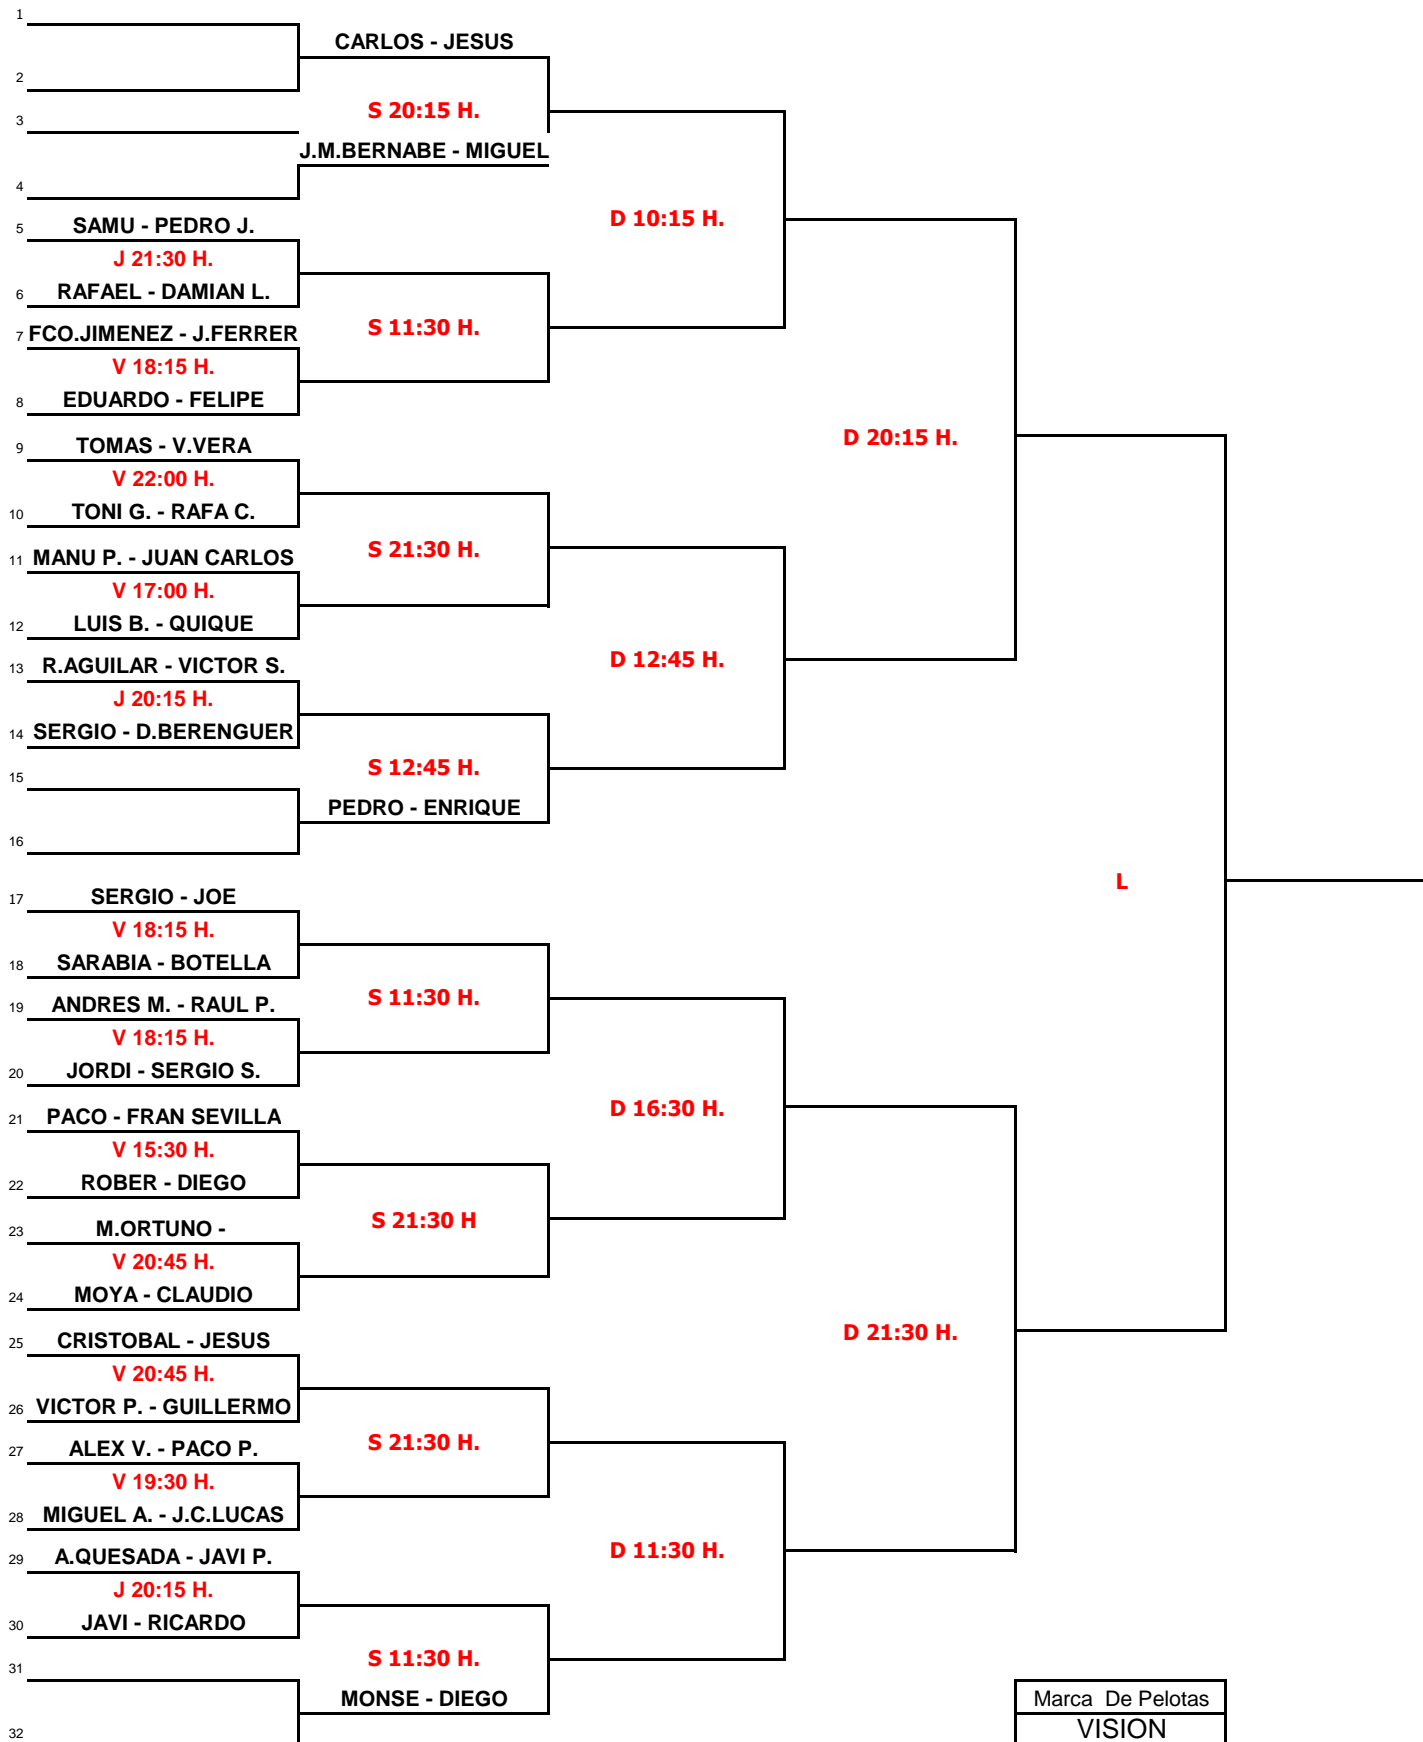 1
CARLOS - JESUS
2
S 20:15 H.
3
J.M.BERNABE - MIGUEL
4
D 10:15 H.
5 SAMU - PEDRO J.
J 21:30 H.
6 RAFAEL - DAMIAN L.
S 11:30 H.
7 FCO.JIMENEZ - J.FERRER
V 18:15 H.
8 EDUARDO - FELIPE
D 20:15 H.
9 TOMAS - V.VERA
V 22:00 H.
10 TONI G. - RAFA C.
S 21:30 H.
11 MANU P. - JUAN CARLOS
V 17:00 H.
12 LUIS B. - QUIQUE
D 12:45 H.
13 R.AGUILAR - VICTOR S.
J 20:15 H.
14 SERGIO - D.BERENGUER
S 12:45 H.
15
PEDRO - ENRIQUE
16
L
17 SERGIO - JOE
V 18:15 H.
18 SARABIA - BOTELLA
S 11:30 H.
19 ANDRES M. - RAUL P.
V 18:15 H.
20 JORDI - SERGIO S.
D 16:30 H.
21 PACO - FRAN SEVILLA
V 15:30 H.
22 ROBER - DIEGO
S 21:30 H
23 M.ORTUNO -
V 20:45 H.
24 MOYA - CLAUDIO
D 21:30 H.
25 CRISTOBAL - JESUS
V 20:45 H.
26 VICTOR P. - GUILLERMO
S 21:30 H.
27 ALEX V. - PACO P.
V 19:30 H.
28 MIGUEL A. - J.C.LUCAS
D 11:30 H.
29 A.QUESADA - JAVI P.
J 20:15 H.
30 JAVI - RICARDO
S 11:30 H.
31
MONSE - DIEGO
32
Marca De Pelotas
VISION